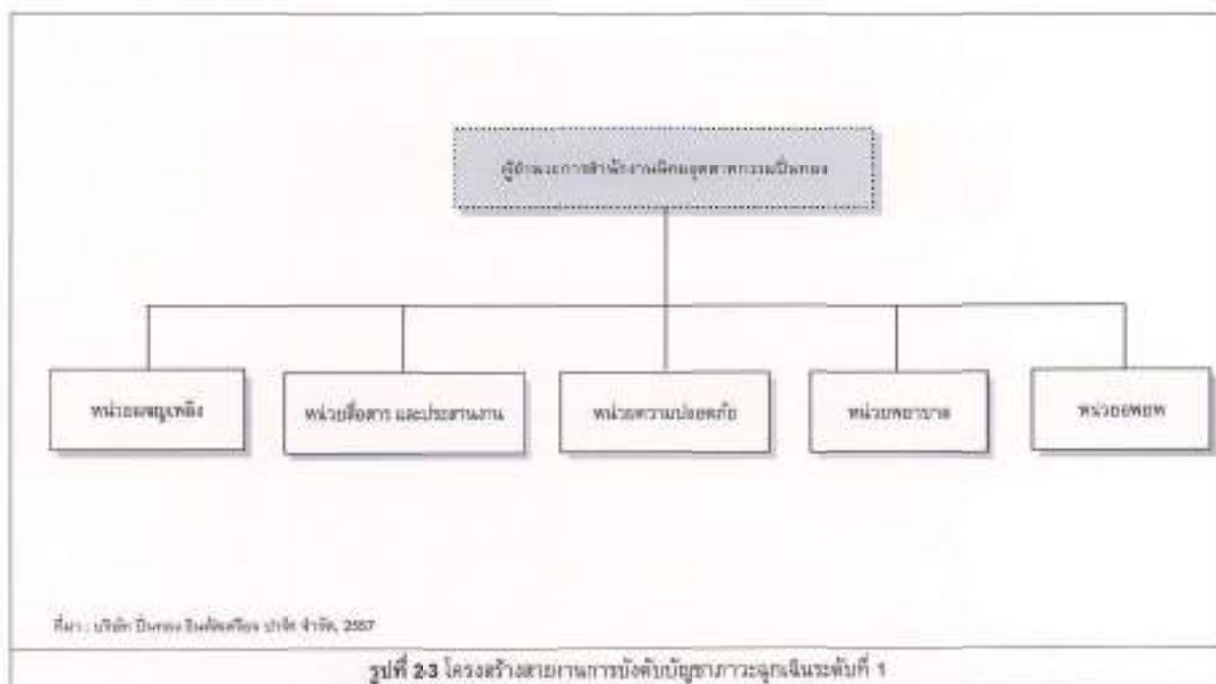 ผู้อำนวยการสำนักงานนิคมอุตสาหกรรมปิ่นทอง
หน่วยผจญเพลิง
หน่วยสื่อสาร และประสานงาน
หน่วยความปลอดภัย
หน่วยพยาบาล
หน่วยอพยพ
ที่มา : บริษัท ปิ่นทอง อินดัสเตรียล ปาร์ค จำกัด, 2557
รูปที่ 2-3 โครงสร้างสายงานการบังคับบัญชาภาวะฉุกเฉินระดับที่ 1